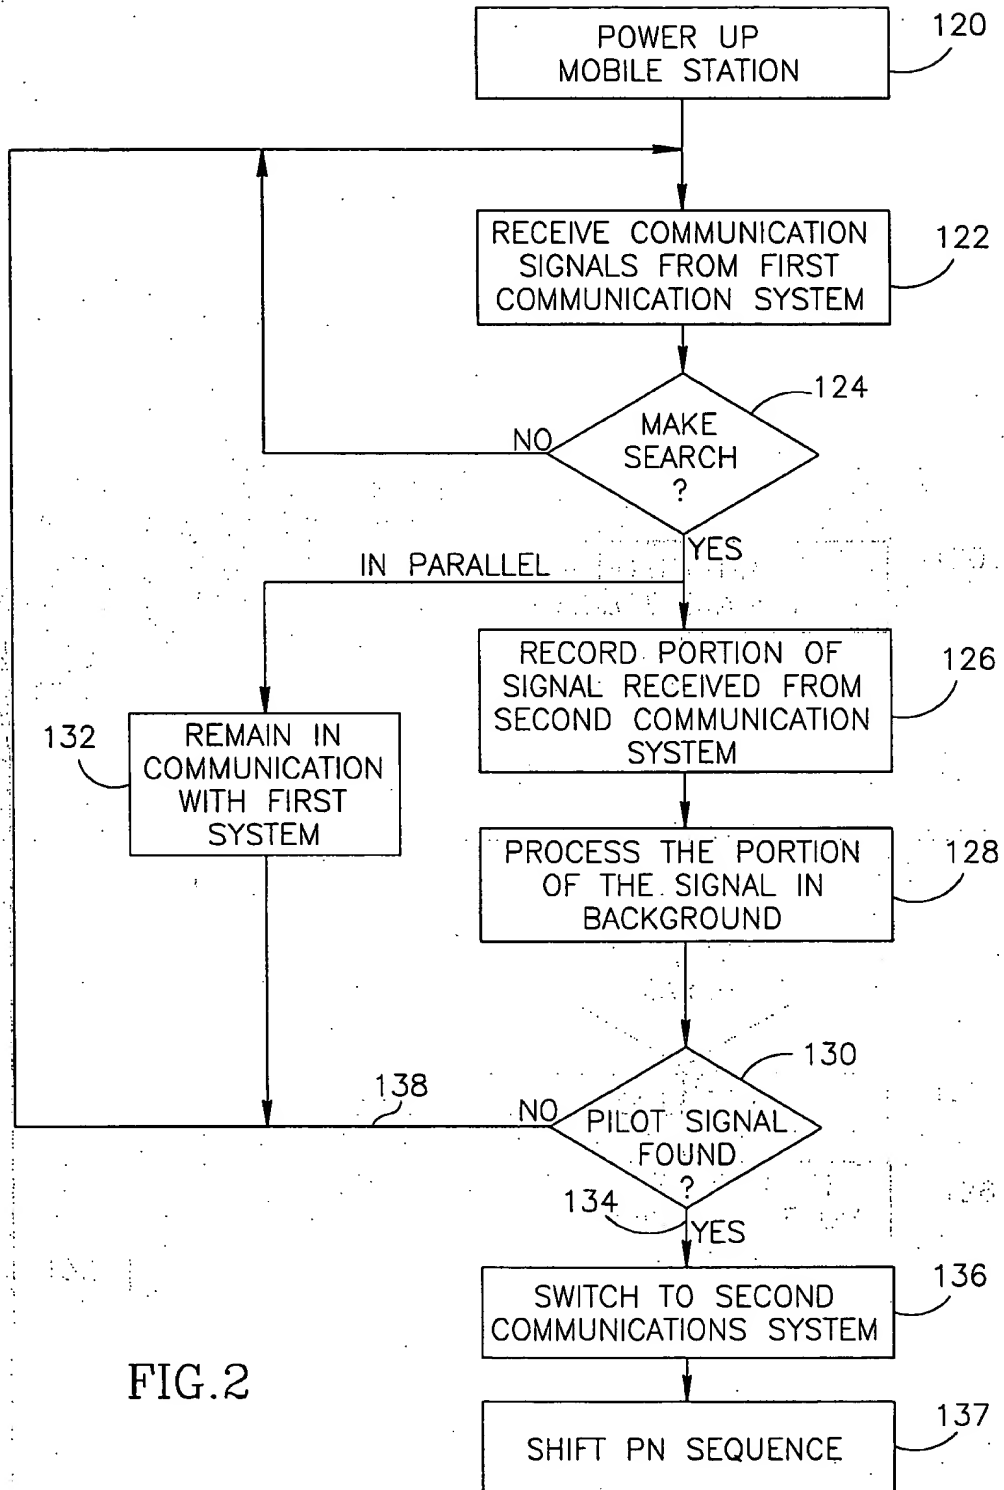 POWER UP
MOBILE STATION
120
RECEIVE COMMUNICATION
SIGNALS FROM FIRST
COMMUNICATION SYSTEM
122
MAKE
SEARCH
?
124
NO
YES
IN PARALLEL
RECORD PORTION OF
SIGNAL RECEIVED FROM
SECOND COMMUNICATION
SYSTEM
126
132
REMAIN IN
COMMUNICATION
WITH FIRST
SYSTEM
PROCESS THE PORTION
OF THE SIGNAL IN
BACKGROUND
128
130
138
NO
PILOT SIGNAL
FOUND
?
134
YES
SWITCH TO SECOND
COMMUNICATIONS SYSTEM
136
FIG.2
SHIFT PN SEQUENCE
137